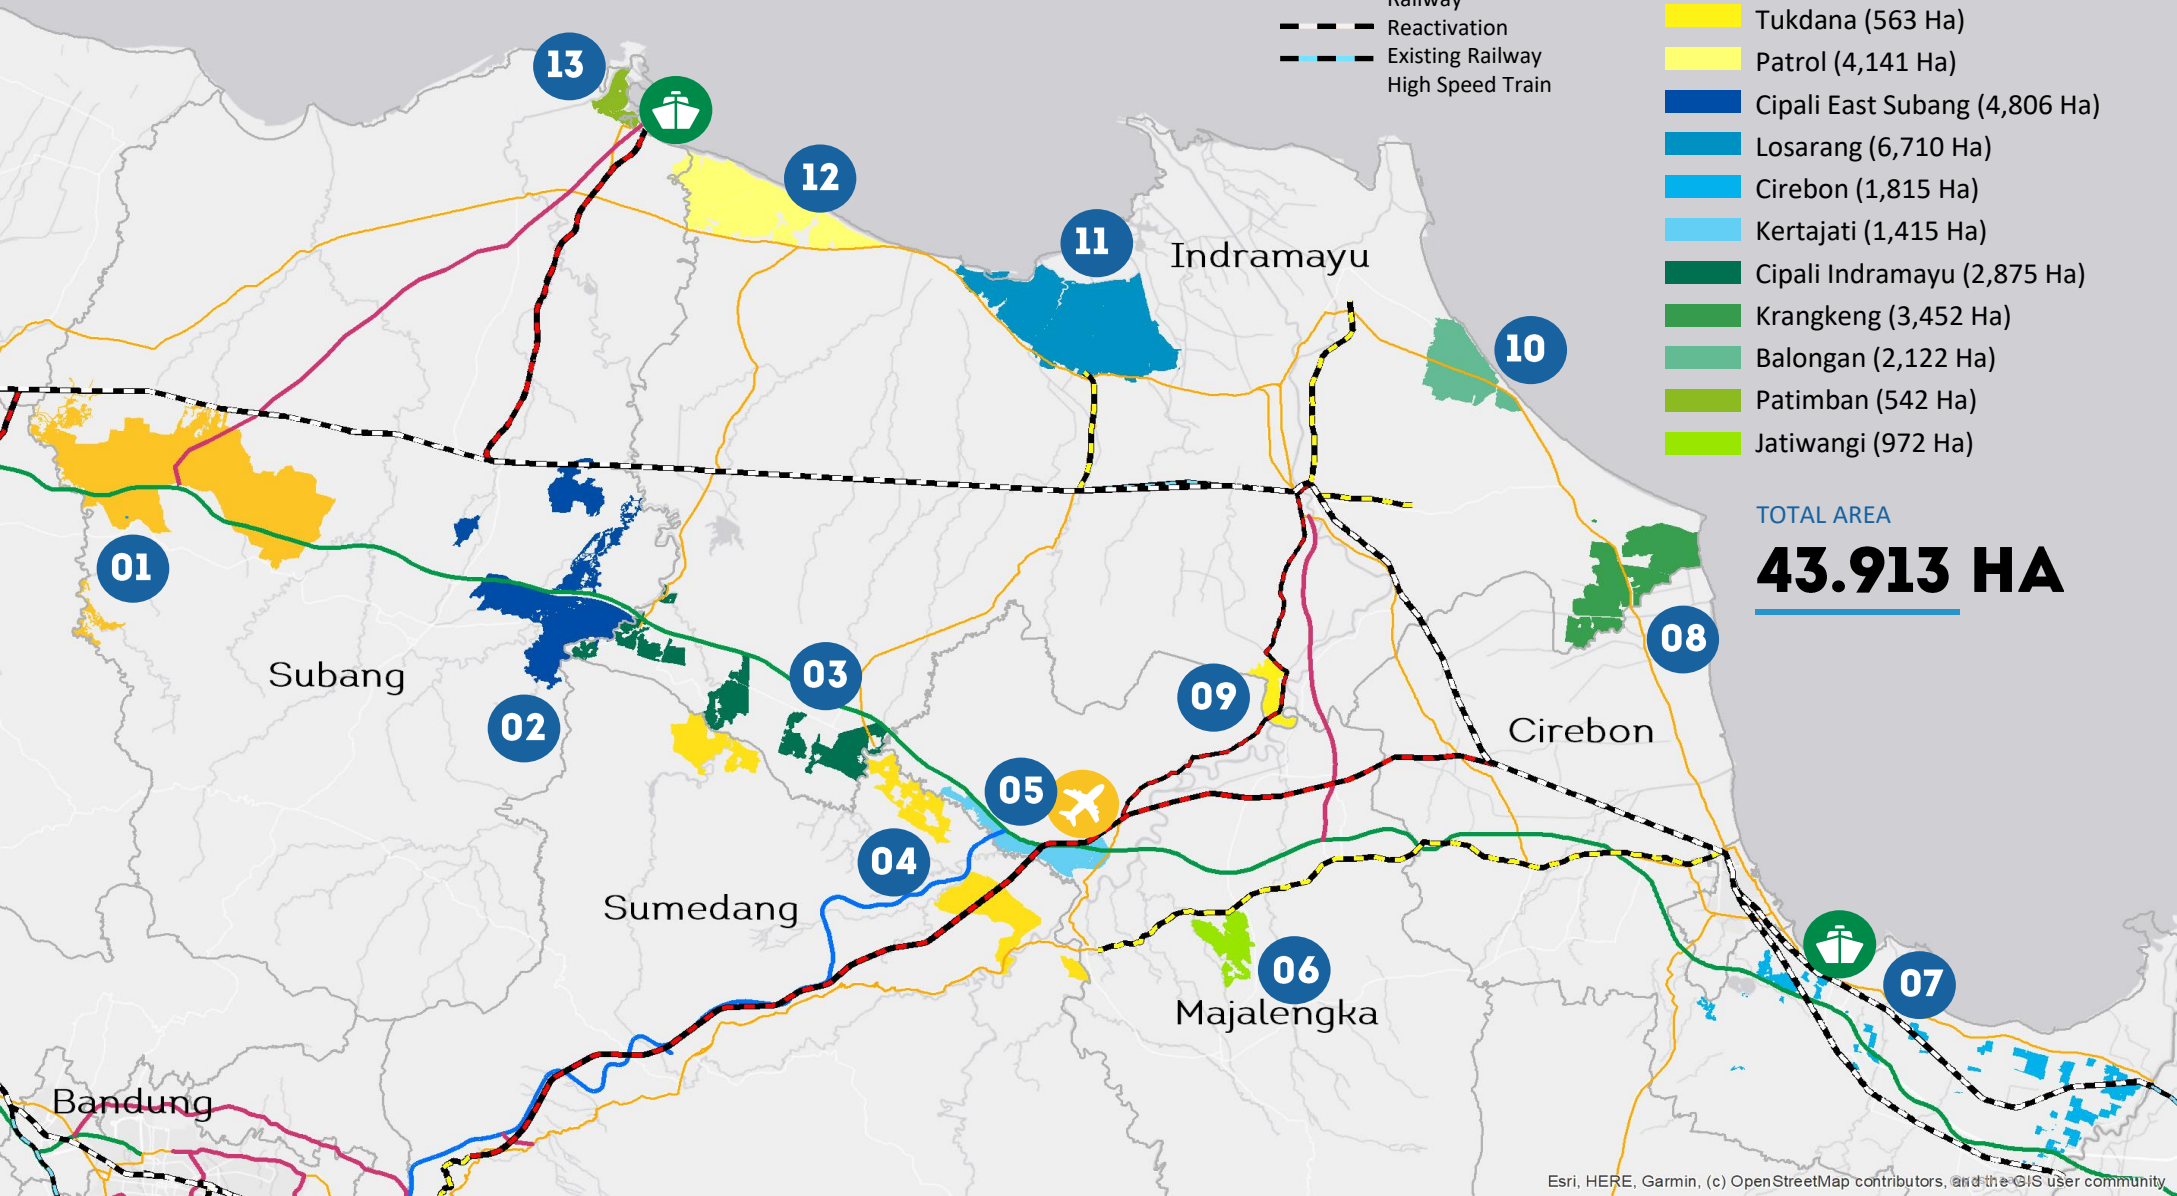 Railway
Reactivation
Existing Railway
High Speed Train
Tukdana (563 Ha)
Patrol (4,141 Ha)
Cipali East Subang (4,806 Ha)
Losarang (6,710 Ha)
Cirebon (1,815 Ha)
Kertajati (1,415 Ha)
Cipali Indramayu (2,875 Ha)
Krangkeng (3,452 Ha)
Balongan (2,122 Ha)
Patimban (542 Ha)
Jatiwangi (972 Ha)
TOTAL AREA
43.913 HA
13
12
11
Indramayu
10
01
Subang
02
03
09
08
Cirebon
05
04
Sumedang
06
Majalengka
07
Bandung
Esri, HERE, Garmin, (c) OpenStreetMap contributors, and the GIS user community